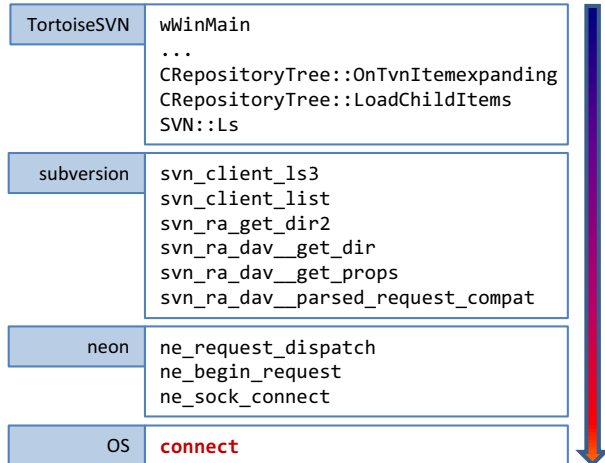 TortoiseSVN wWinMain
...
CRepositoryTree::OnTvnItemexpanding
CRepositoryTree::LoadChildItems
SVN::Ls
subversion svn_client_ls3
svn_client_list
svn_ra_get_dir2
svn_ra_dav__get_dir
svn_ra_dav__get_props
svn_ra_dav__parsed_request_compat
neon ne_request_dispatch
ne_begin_request
ne_sock_connect
OS connect